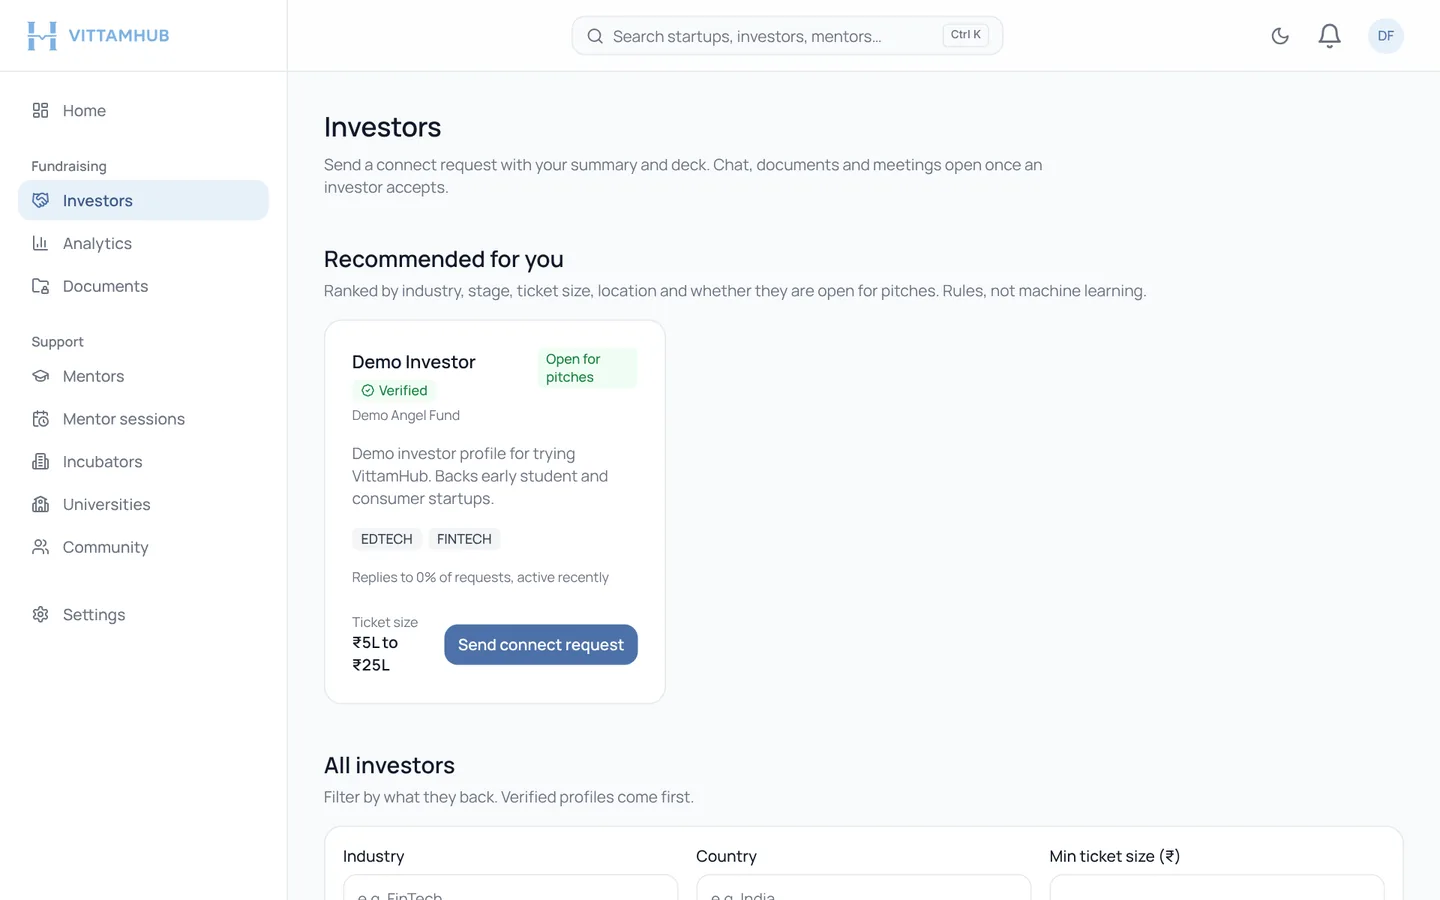 VITTAMHUB
Search startups, investors, mentors...
Ctrl K
DF
Home
Fundraising
Investors
Analytics
Documents
Support
Mentors
Mentor sessions
Incubators
Universities
Community
Settings
Investors
Send a connect request with your summary and deck. Chat, documents and meetings open once an
investor accepts.
Recommended for you
Ranked by industry, stage, ticket size, location and whether they are open for pitches. Rules, not machine learning.
Demo Investor
Open for
pitches
Verified
Demo Angel Fund
Demo investor profile for trying
VittamHub. Backs early student and
consumer startups.
EDTECH
FINTECH
Replies to 0% of requests, active recently
Ticket size
₹5L to
₹25L
Send connect request
All investors
Filter by what they back. Verified profiles come first.
Industry
Country
Min ticket size (₹)
e.g. FinTech
e.g. India